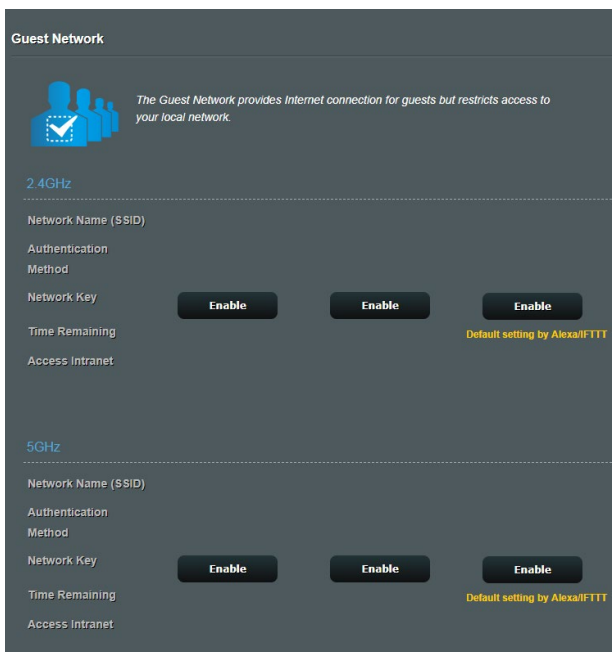 Guest Network
The Guest Network provides Internet connection for guests but restricts access to
your local network.
2.4GHz
Network Name (SSID)
Authentication
Method
Network Key
Enable Enable Enable
Time Remaining
Default setting by Alexa/IFTTT
Access Intranet
5GHz
Network Name (SSID)
Authentication
Method
Network Key
Enable Enable Enable
Time Remaining
Default setting by Alexa/IFTTT
Access Intranet